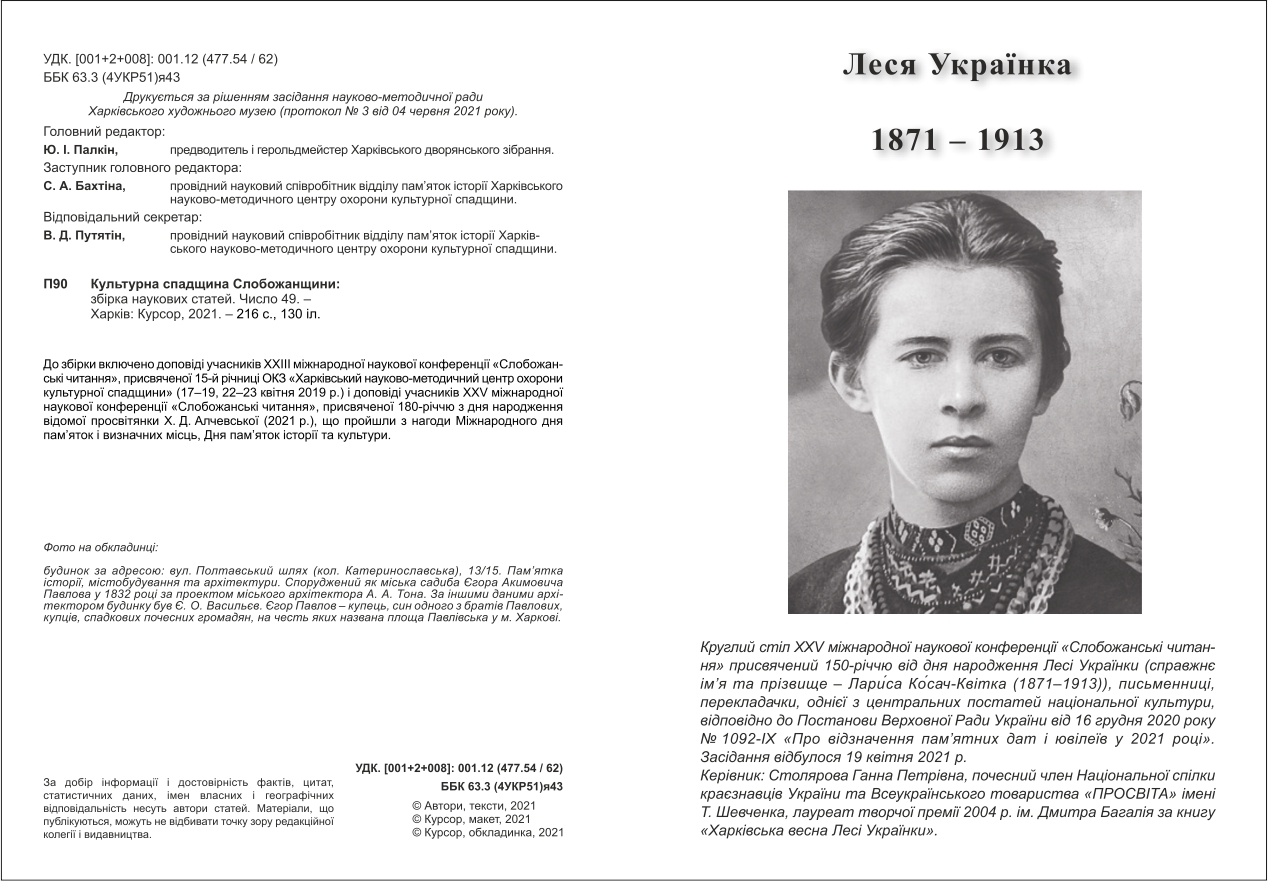 УДК. [001+2+008]: 001.12 (477.54 / 62)
ББК 63.3 (4УКР51)я43
Друкується за рішенням засідання науково-методичної ради
Харківського художнього музею (протокол № 3 від 04 червня 2021 року).
Головний редактор:
Ю. І. Палкін, предводитель і герольдмейстер Харківського дворянського зібрання.
Заступник головного редактора:
С. А. Бахтіна, провідний науковий співробітник відділу пам’яток історії Харківського
науково-методичного центру охорони культурної спадщини.
Відповідальний секретар:
В. Д. Путятін, провідний науковий співробітник відділу пам’яток історії Харків-
ського науково-методичного центру охорони культурної спадщини.
П90 Культурна спадщина Слобожанщини:
збірка наукових статей. Число 49. –
Харків: Курсор, 2021. – 216 с., 130 іл.
До збірки включено доповіді учасників XXIII міжнародної наукової конференції «Слобожан-
ські читання», присвяченої 15-й річниці ОКЗ «Харківський науково-методичний центр охорони
культурної спадщини» (17–19, 22–23 квітня 2019 р.) і доповіді учасників XXV міжнародної
наукової конференції «Слобожанські читання», присвяченої 180-річчю з дня народження
відомої просвітянки Х. Д. Алчевської (2021 р.), що пройшли з нагоди Міжнародного дня
пам’яток і визначних місць, Дня пам’яток історії та культури.
Фото на обкладинці:
будинок за адресою: вул. Полтавський шлях (кол. Катеринославська), 13/15. Пам’ятка
історії, містобудування та архітектури. Споруджений як міська садиба Єгора Акимовича
Павлова у 1832 році за проектом міського архітектора А. А. Тона. За іншими даними архі-
тектором будинку був Є. О. Васильєв. Єгор Павлов – купець, син одного з братів Павлових,
купців, спадкових почесних громадян, на честь яких названа площа Павлівська у м. Харкові.
За добір інформації і достовірність фактів, цитат,
статистичних даних, імен власних і географічних
відповідальність несуть автори статей. Матеріали, що
публікуються, можуть не відбивати точку зору редакційної
колегії і видавництва.
УДК. [001+2+008]: 001.12 (477.54 / 62)
ББК 63.3 (4УКР51)я43
© Автори, тексти, 2021
© Курсор, макет, 2021
© Курсор, обкладинка, 2021
Леся Українка
1871 – 1913
Круглий стіл XXV міжнародної наукової конференції «Слобожанські читан-
ня» присвячений 150-річчю від дня народження Лесі Українки (справжнє
ім’я та прізвище – Лари́са Ко́сач-Квітка (1871–1913)), письменниці,
перекладачки, однієї з центральних постатей національної культури,
відповідно до Постанови Верховної Ради України від 16 грудня 2020 року
№ 1092-IX «Про відзначення пам’ятних дат і ювілеїв у 2021 році».
Засідання відбулося 19 квітня 2021 р.
Керівник: Столярова Ганна Петрівна, почесний член Національної спілки
краєзнавців України та Всеукраїнського товариства «ПРОСВІТА» імені
Т. Шевченка, лауреат творчої премії 2004 р. ім. Дмитра Багалія за книгу
«Харківська весна Лесі Українки».